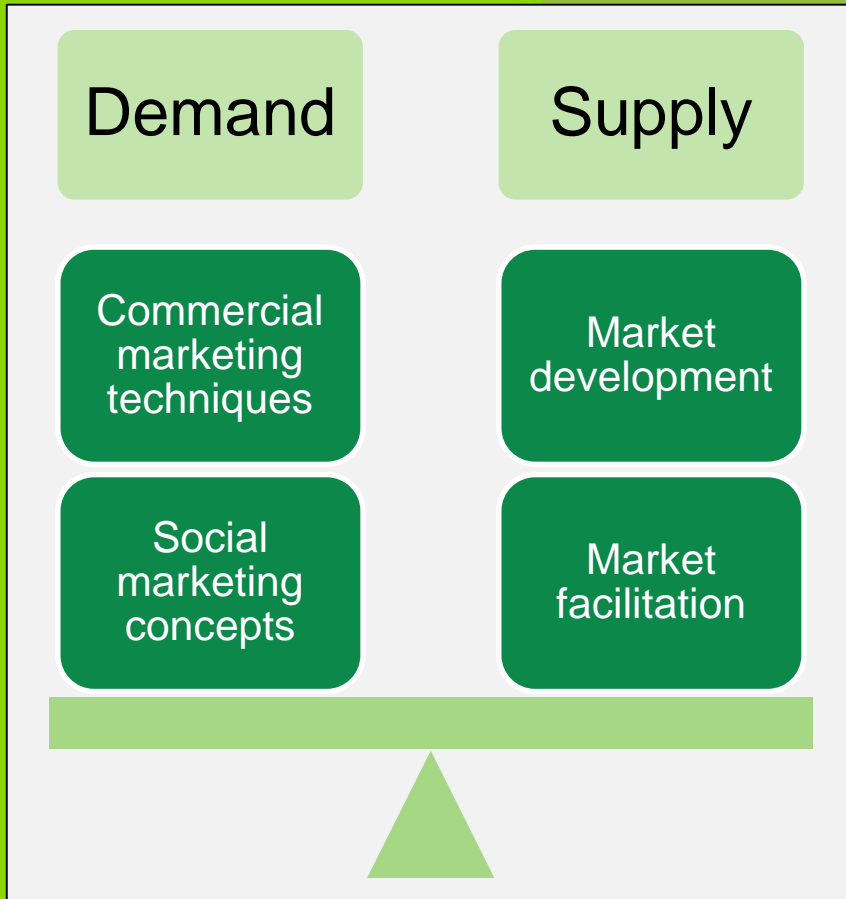 Demand
Supply
Commercial
marketing
techniques
Market
development
Social
marketing
concepts
Market
facilitation